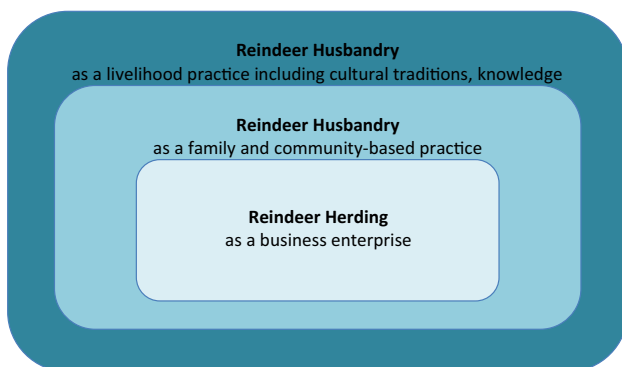 Reindeer Husbandry
as a livelihood practice including cultural traditions, knowledge
Reindeer Husbandry
as a family and community-based practice
Reindeer Herding
as a business enterprise